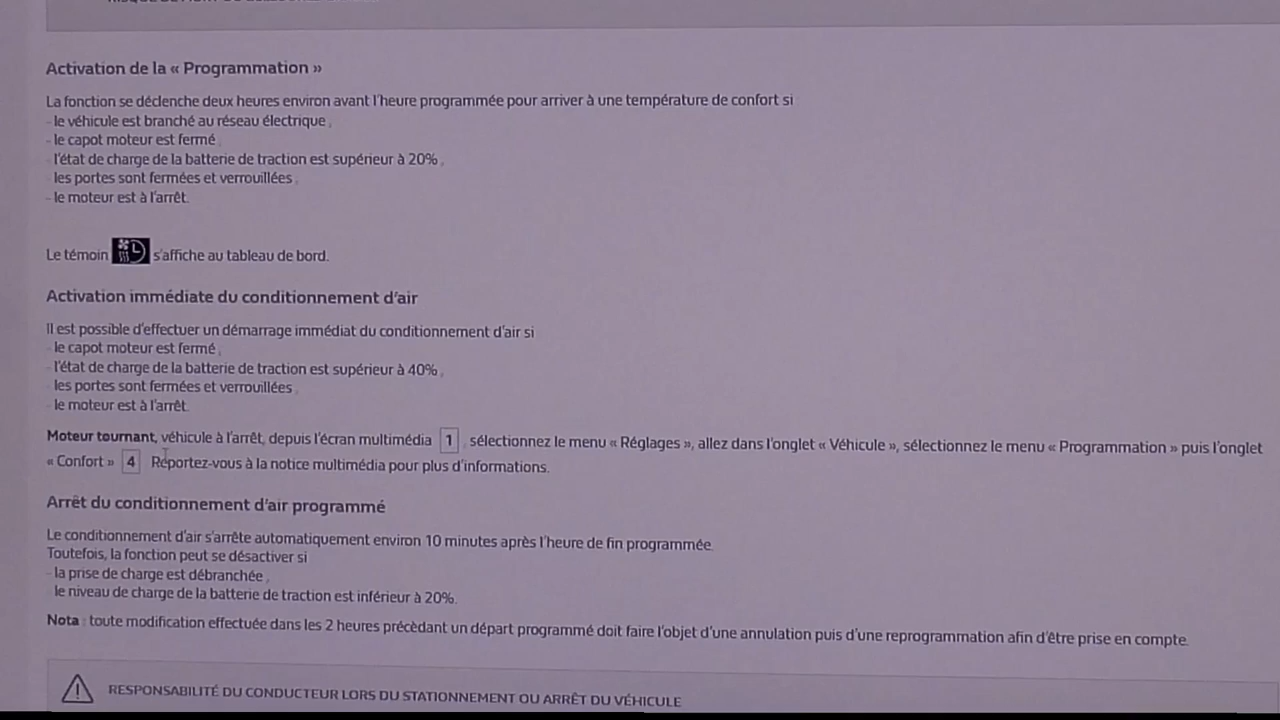 Activation de la « Programmation »
La fonction se déclenche deux heures environ avant l'heure programmée pour arriver à une température de confort si
- le véhicule est branché au réseau électrique ;
- le capot moteur est fermé ;
- l'état de charge de la batterie de traction est supérieur à 20% ;
- les portes sont fermées et verrouillées ;
- le moteur est à l'arrêt.
Le témoin s'affiche au tableau de bord.
Activation immédiate du conditionnement d'air
Il est possible d'effectuer un démarrage immédiat du conditionnement d'air si
- le capot moteur est fermé ;
- l'état de charge de la batterie de traction est supérieur à 40% ;
- les portes sont fermées et verrouillées ;
- le moteur est à l'arrêt.
Moteur tournant, véhicule à l'arrêt, depuis l'écran multimédia 1 , sélectionnez le menu « Réglages », allez dans l'onglet « Véhicule », sélectionnez le menu « Programmation » puis l'onglet
« Confort » 4 Réportez-vous à la notice multimédia pour plus d'informations.
Arrêt du conditionnement d'air programmé
Le conditionnement d'air s'arrête automatiquement environ 10 minutes après l'heure de fin programmée.
Toutefois, la fonction peut se désactiver si
- la prise de charge est débranchée ;
- le niveau de charge de la batterie de traction est inférieur à 20%.
Nota : toute modification effectuée dans les 2 heures précèdant un départ programmé doit faire l'objet d'une annulation puis d'une reprogrammation afin d'être prise en compte.
RESPONSABILITÉ DU CONDUCTEUR LORS DU STATIONNEMENT OU ARRÊT DU VÉHICULE